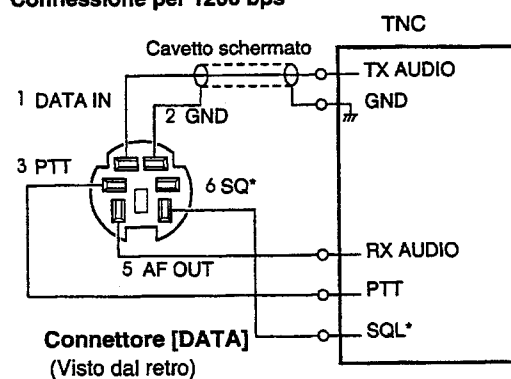 Connessione per 1200 bps
TNC
Cavetto schermato
TX AUDIO
1 DATA IN
2 GND
GND
3 PTT
6 SQ*
RX AUDIO
5 AF OUT
PTT
SQL*
Connettore [DATA]
(Visto dal retro)